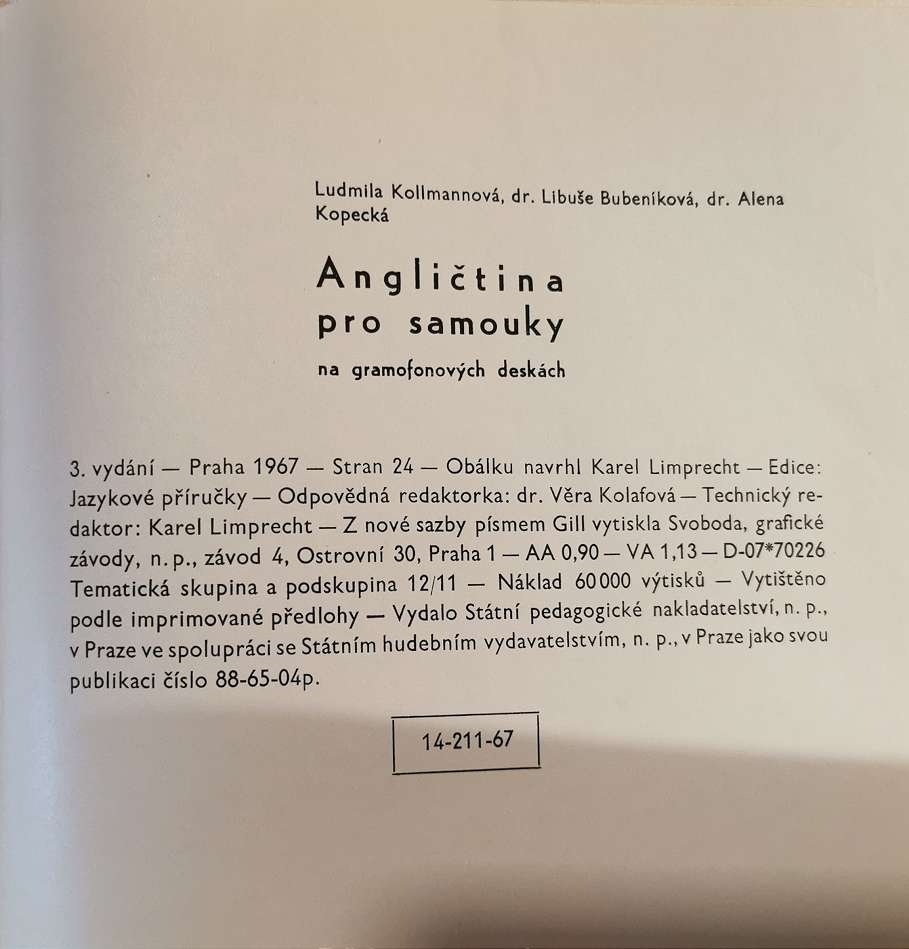 Ludmila Kollmannová, dr. Libuše Bubeníková, dr. Alena
Kopecká
Angličtina
pro samouky
na gramofonových deskách
3. vydání — Praha 1967 — Stran 24 — Obálku navrhl Karel Limprecht — Edice:
Jazykové příručky — Odpovědná redaktorka: dr. Věra Kolafová — Technický re-
daktor: Karel Limprecht — Z nové sazby písmem Gill vytiskla Svoboda, grafické
závody, n. p., závod 4, Ostrovní 30, Praha 1 — AA 0,90 — VA 1,13 — D-07*70226
Tematická skupina a podskupina 12/11 — Náklad 60000 výtisků — Vytištěno
podle imprimované předlohy — Vydalo Státní pedagogické nakladatelství, n. p.,
v Praze ve spolupráci se Státním hudebním vydavatelstvím, n. p., v Praze jako svou
publikaci číslo 88-65-04p.
14-211-67